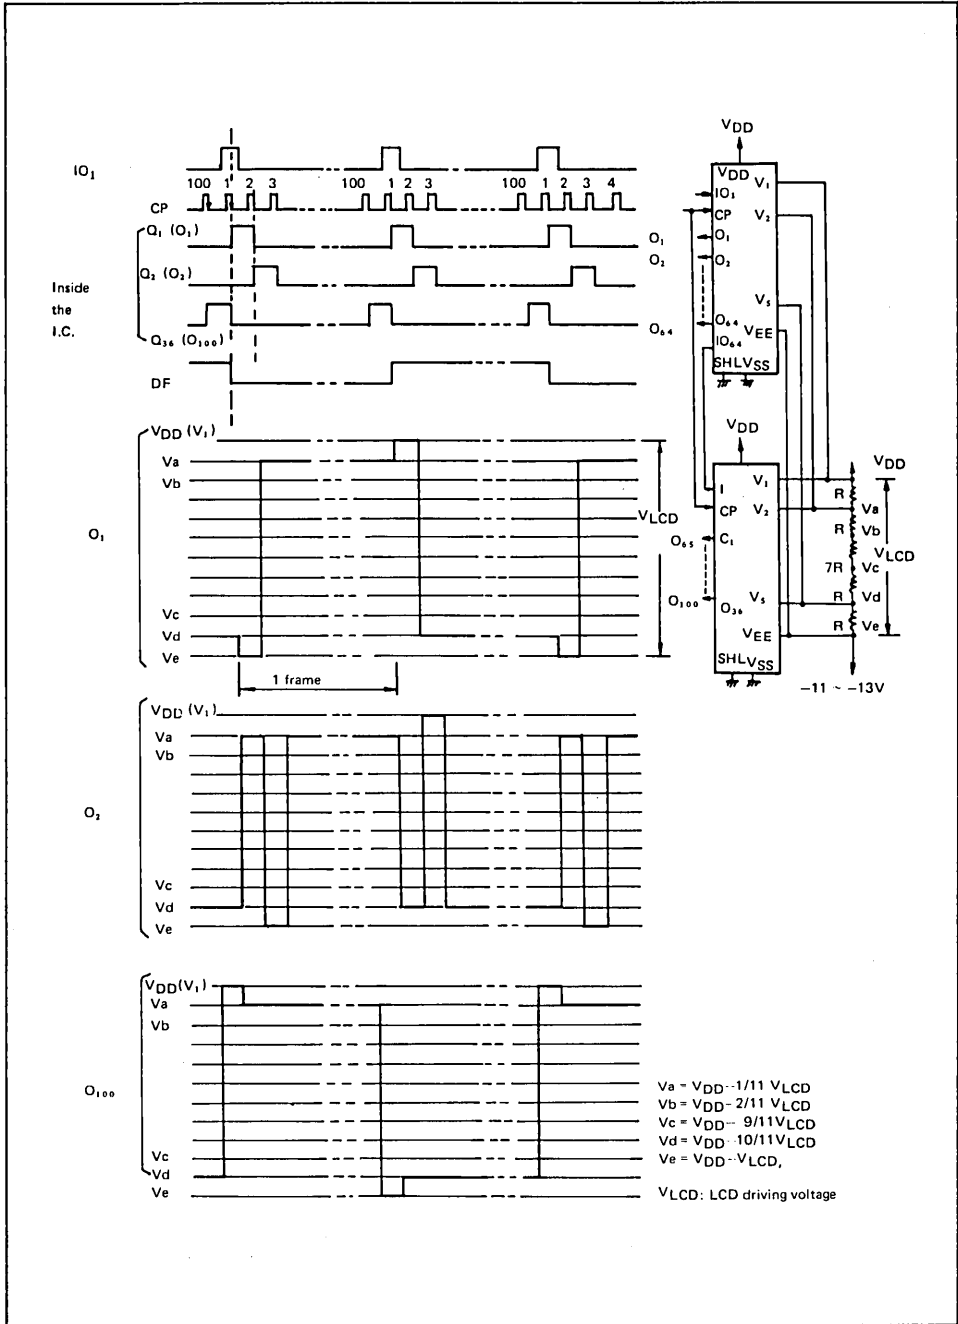 IO₁
100 1 2 3 100 1 2 3 100 1 2 3 4
CP
Q₁ (O₁)
Q₂ (O₂)
Inside
the
I.C.
Q₃₆ (O₁₀₀)
DF
O₁
O₂
O₆₄
VDD
VDD V₁
IO₁
CP V₂
O₁
O₂
V₅
O₆₄
VEE
IO₆₄
SHL VSS
VDD
V₁
I
CP V₂
O₆₅ C₁
O₁₀₀ O₃₆
V₅
VEE
SHL VSS
VDD
R
Va
R Vb
VLCD
7R Vc
R Vd
R Ve
−11 ~ −13V
VDD (V₁)
Va
Vb
O₁
VLCD
Vc
Vd
Ve
1 frame
VDD (V₁)
Va
Vb
O₂
Vc
Vd
Ve
VDD (V₁)
Va
Vb
O₁₀₀
Vc
Vd
Ve
Va = VDD - 1/11 VLCD
Vb = VDD - 2/11 VLCD
Vc = VDD - 9/11 VLCD
Vd = VDD - 10/11 VLCD
Ve = VDD - VLCD,
VLCD: LCD driving voltage